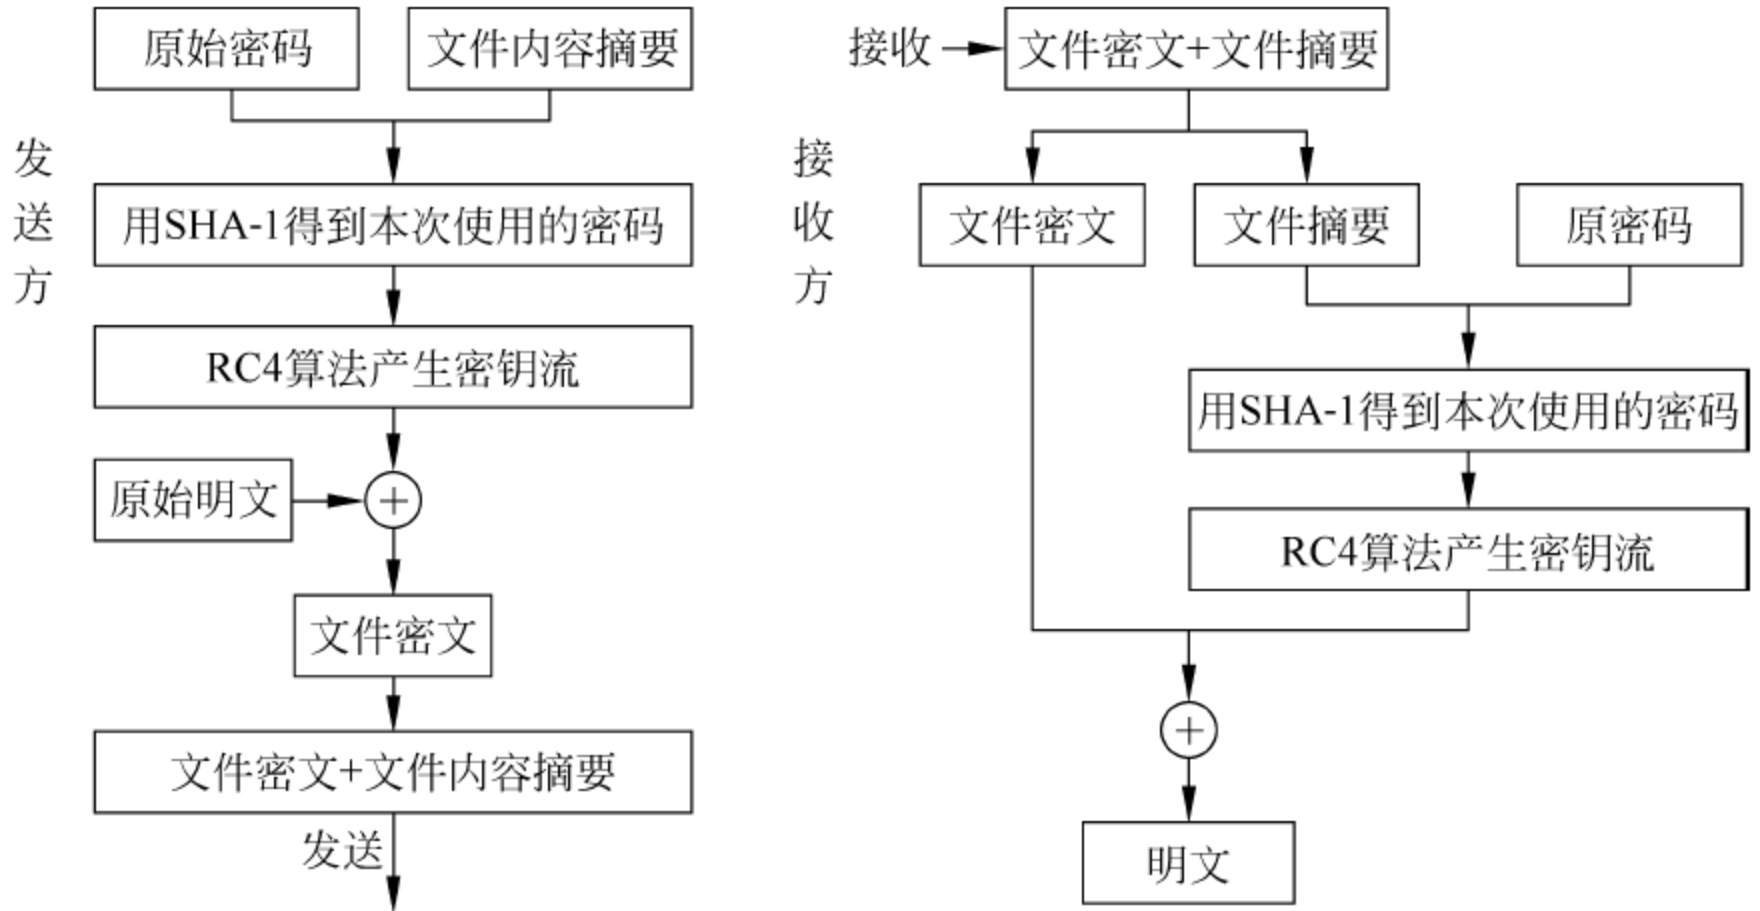 发送方
原始密码
文件内容摘要
用SHA-1得到本次使用的密码
RC4算法产生密钥流
原始明文
文件密文
文件密文+文件内容摘要
发送
接收方
接收
文件密文+文件摘要
文件密文
文件摘要
原密码
用SHA-1得到本次使用的密码
RC4算法产生密钥流
明文